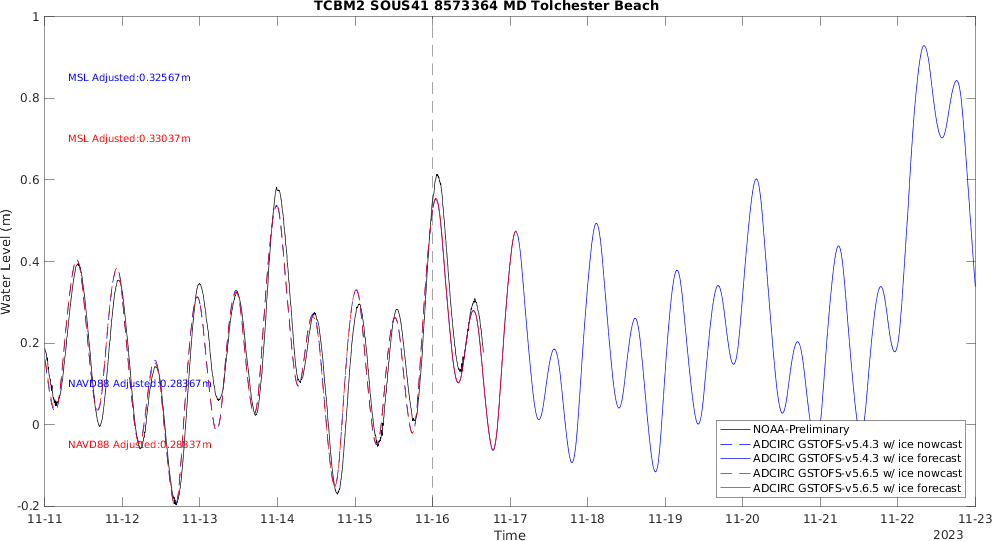 TCBM2 SOUS41 8573364 MD Tolchester Beach
1
0.8
0.6
0.4
0.2
0
-0.2
Water Level (m)
MSL Adjusted:0.32567m
MSL Adjusted:0.33037m
NAVD88 Adjusted:0.28367m
NAVD88 Adjusted:0.28837m
NOAA-Preliminary
ADCIRC GSTOFS-v5.4.3 w/ ice nowcast
ADCIRC GSTOFS-v5.4.3 w/ ice forecast
ADCIRC GSTOFS-v5.6.5 w/ ice nowcast
ADCIRC GSTOFS-v5.6.5 w/ ice forecast
11-11 11-12 11-13 11-14 11-15 11-16 11-17 11-18 11-19 11-20 11-21 11-22 11-23
Time
2023